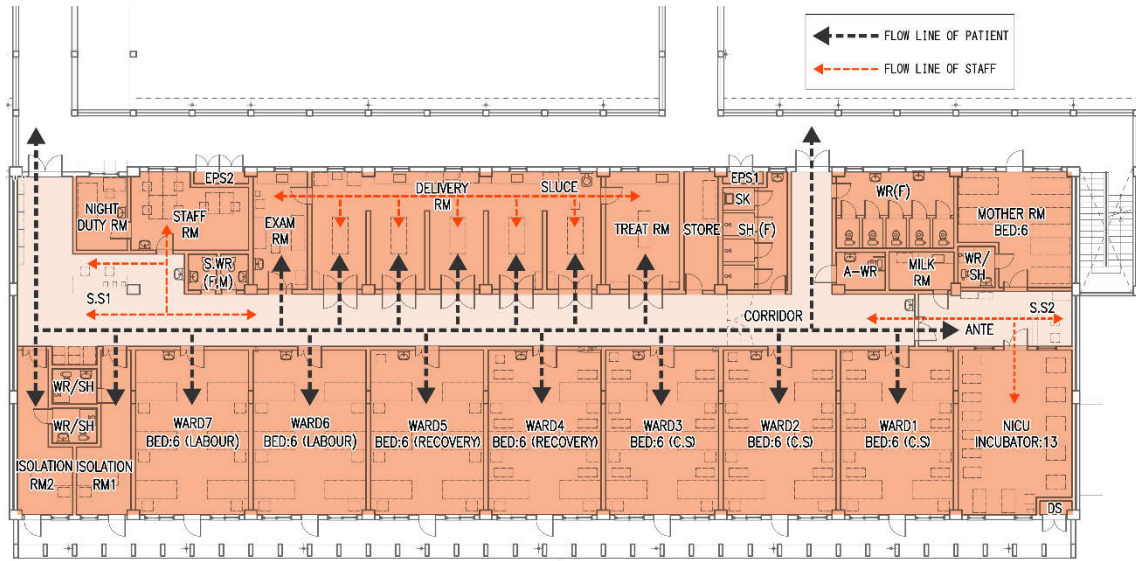 FLOW LINE OF PATIENT
FLOW LINE OF STAFF
EPS2
NIGHT
DUTY RM
STAFF
RM
S.WR
(F,M)
EXAM
RM
DELIVERY
RM
SLUCE
TREAT RM
STORE
EPS1
SK
SH (F)
WR(F)
A-WR
MILK
RM
WR/
SH
MOTHER RM
BED:6
S.S1
CORRIDOR
ANTE
S.S2
WR/SH
WR/SH
ISOLATION
RM2
ISOLATION
RM1
WARD7
BED:6 (LABOUR)
WARD6
BED:6 (LABOUR)
WARD5
BED:6 (RECOVERY)
WARD4
BED:6 (RECOVERY)
WARD3
BED:6 (C.S)
WARD2
BED:6 (C.S)
WARD1
BED:6 (C.S)
NICU
INCUBATOR:13
DS